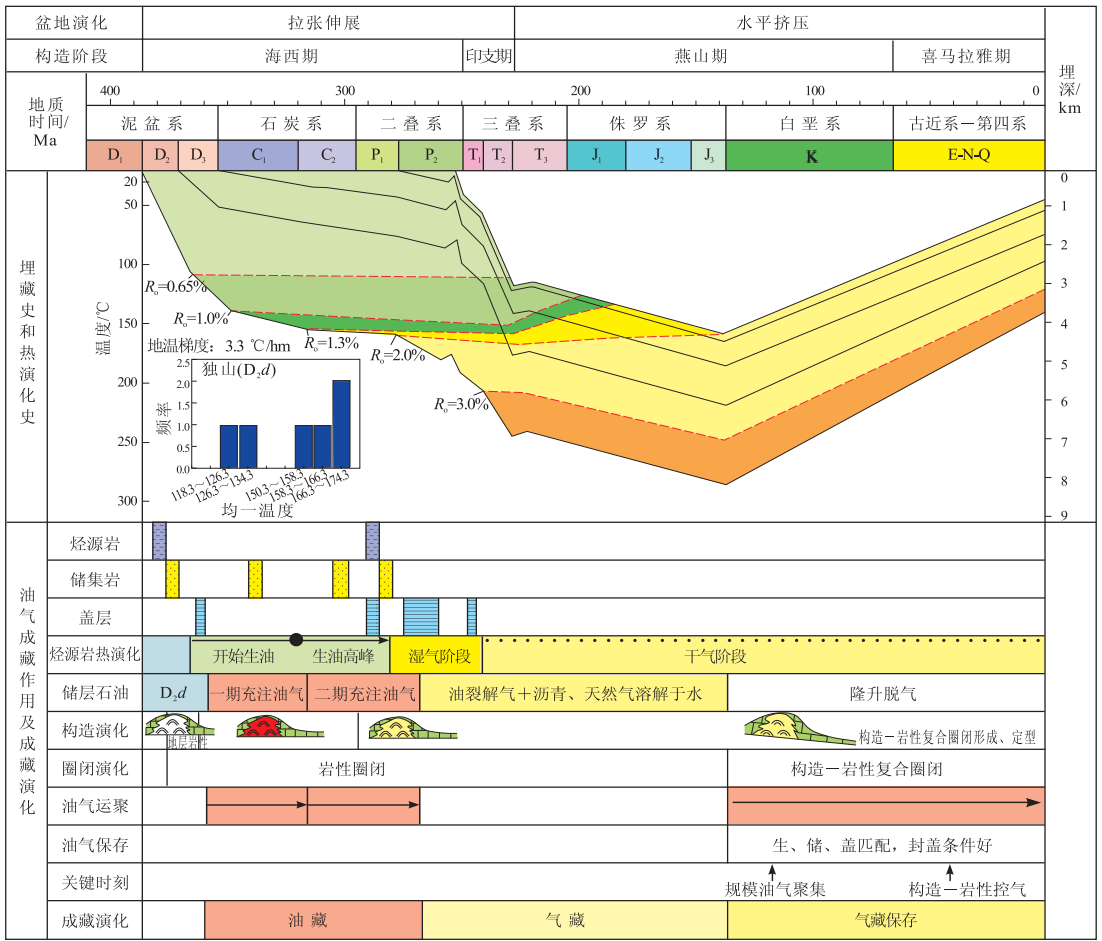 盆地演化 拉张伸展 水平挤压
构造阶段 海西期 印支期 燕山期 喜马拉雅期
地质时间/Ma 400 300 200 100 0 埋深/km
泥盆系 石炭系 二叠系 三叠系 侏罗系 白垩系 古近系—第四系
D₁ D₂ D₃ C₁ C₂ P₁ P₂ T₁ T₂ T₃ J₁ J₂ J₃ K E-N-Q
埋藏史和热演化史
温度/℃
20
50
100
150
200
250
300
0
1
2
3
4
5
6
7
8
9
Rₒ=0.65%
Rₒ=1.0%
Rₒ=1.3%
Rₒ=2.0%
Rₒ=3.0%
地温梯度：3.3 ℃/hm
独山(D₂d)
频率
2.5
2.0
1.5
1.0
0.5
0.0
118.3～126.3
126.3～134.3
150.3～158.3
158.3～166.3
166.3～174.3
均一温度
油气成藏作用及成藏演化
烃源岩
储集岩
盖层
烃源岩热演化 开始生油 生油高峰 湿气阶段 干气阶段
储层石油 D₂d 一期充注油气 二期充注油气 油裂解气＋沥青、天然气溶解于水 隆升脱气
构造演化 地层岩性 构造—岩性复合圈闭形成、定型
圈闭演化 岩性圈闭 构造—岩性复合圈闭
油气运聚
油气保存 生、储、盖匹配，封盖条件好
关键时刻 规模油气聚集 构造—岩性控气
成藏演化 油藏 气藏 气藏保存